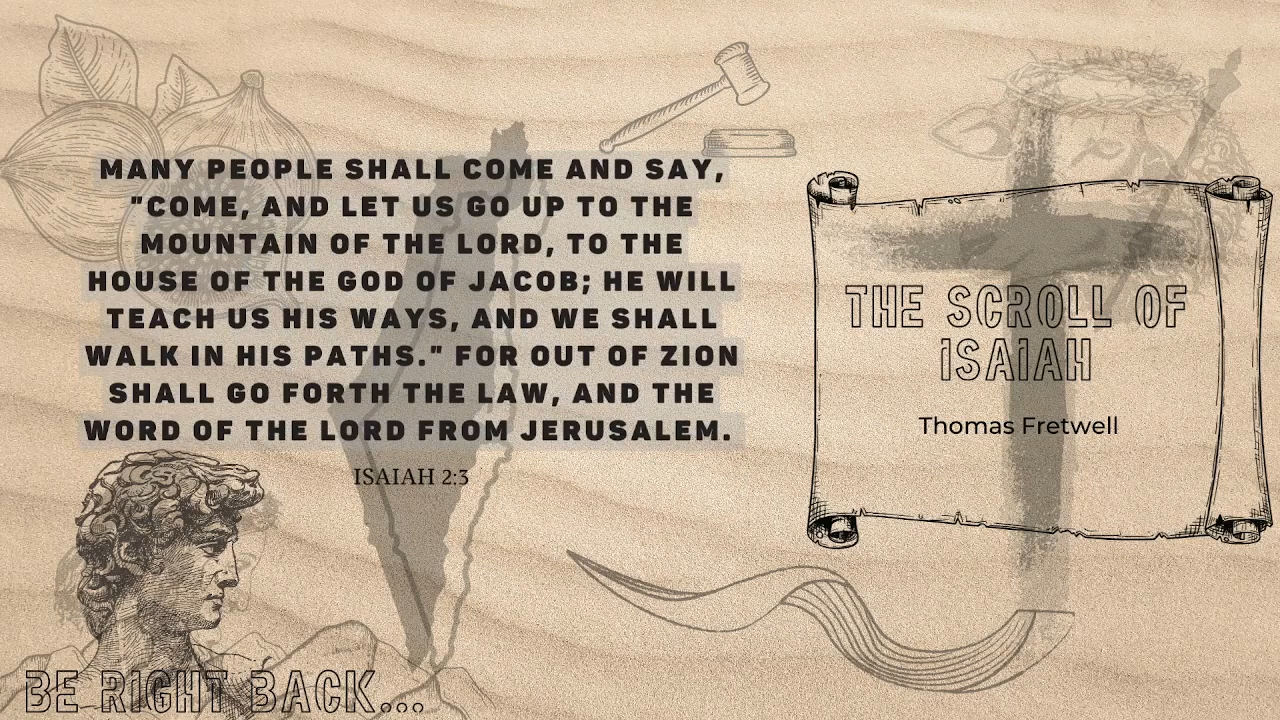 MANY PEOPLE SHALL COME AND SAY,
"COME, AND LET US GO UP TO THE
MOUNTAIN OF THE LORD, TO THE
HOUSE OF THE GOD OF JACOB; HE WILL
TEACH US HIS WAYS, AND WE SHALL
WALK IN HIS PATHS." FOR OUT OF ZION
SHALL GO FORTH THE LAW, AND THE
WORD OF THE LORD FROM JERUSALEM.
ISAIAH 2:3
THE SCROLL OF
ISAIAH
Thomas Fretwell
BE RIGHT BACK...